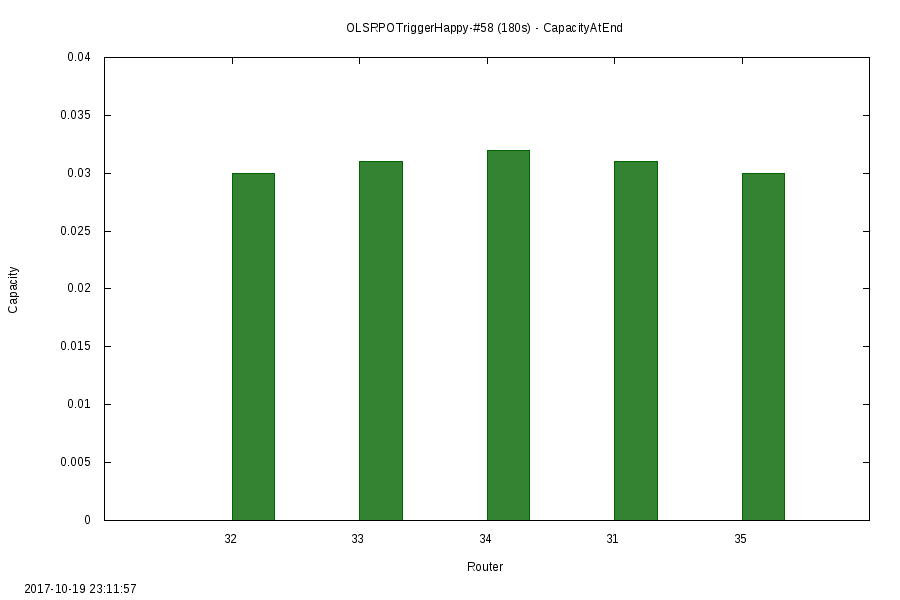 OLSRPOTriggerHappy-#58 (180s) - CapacityAtEnd
0.04
0.035
0.03
0.025
0.02
0.015
0.01
0.005
0
Capacity
32 33 34 31 35
Router
2017-10-19 23:11:57